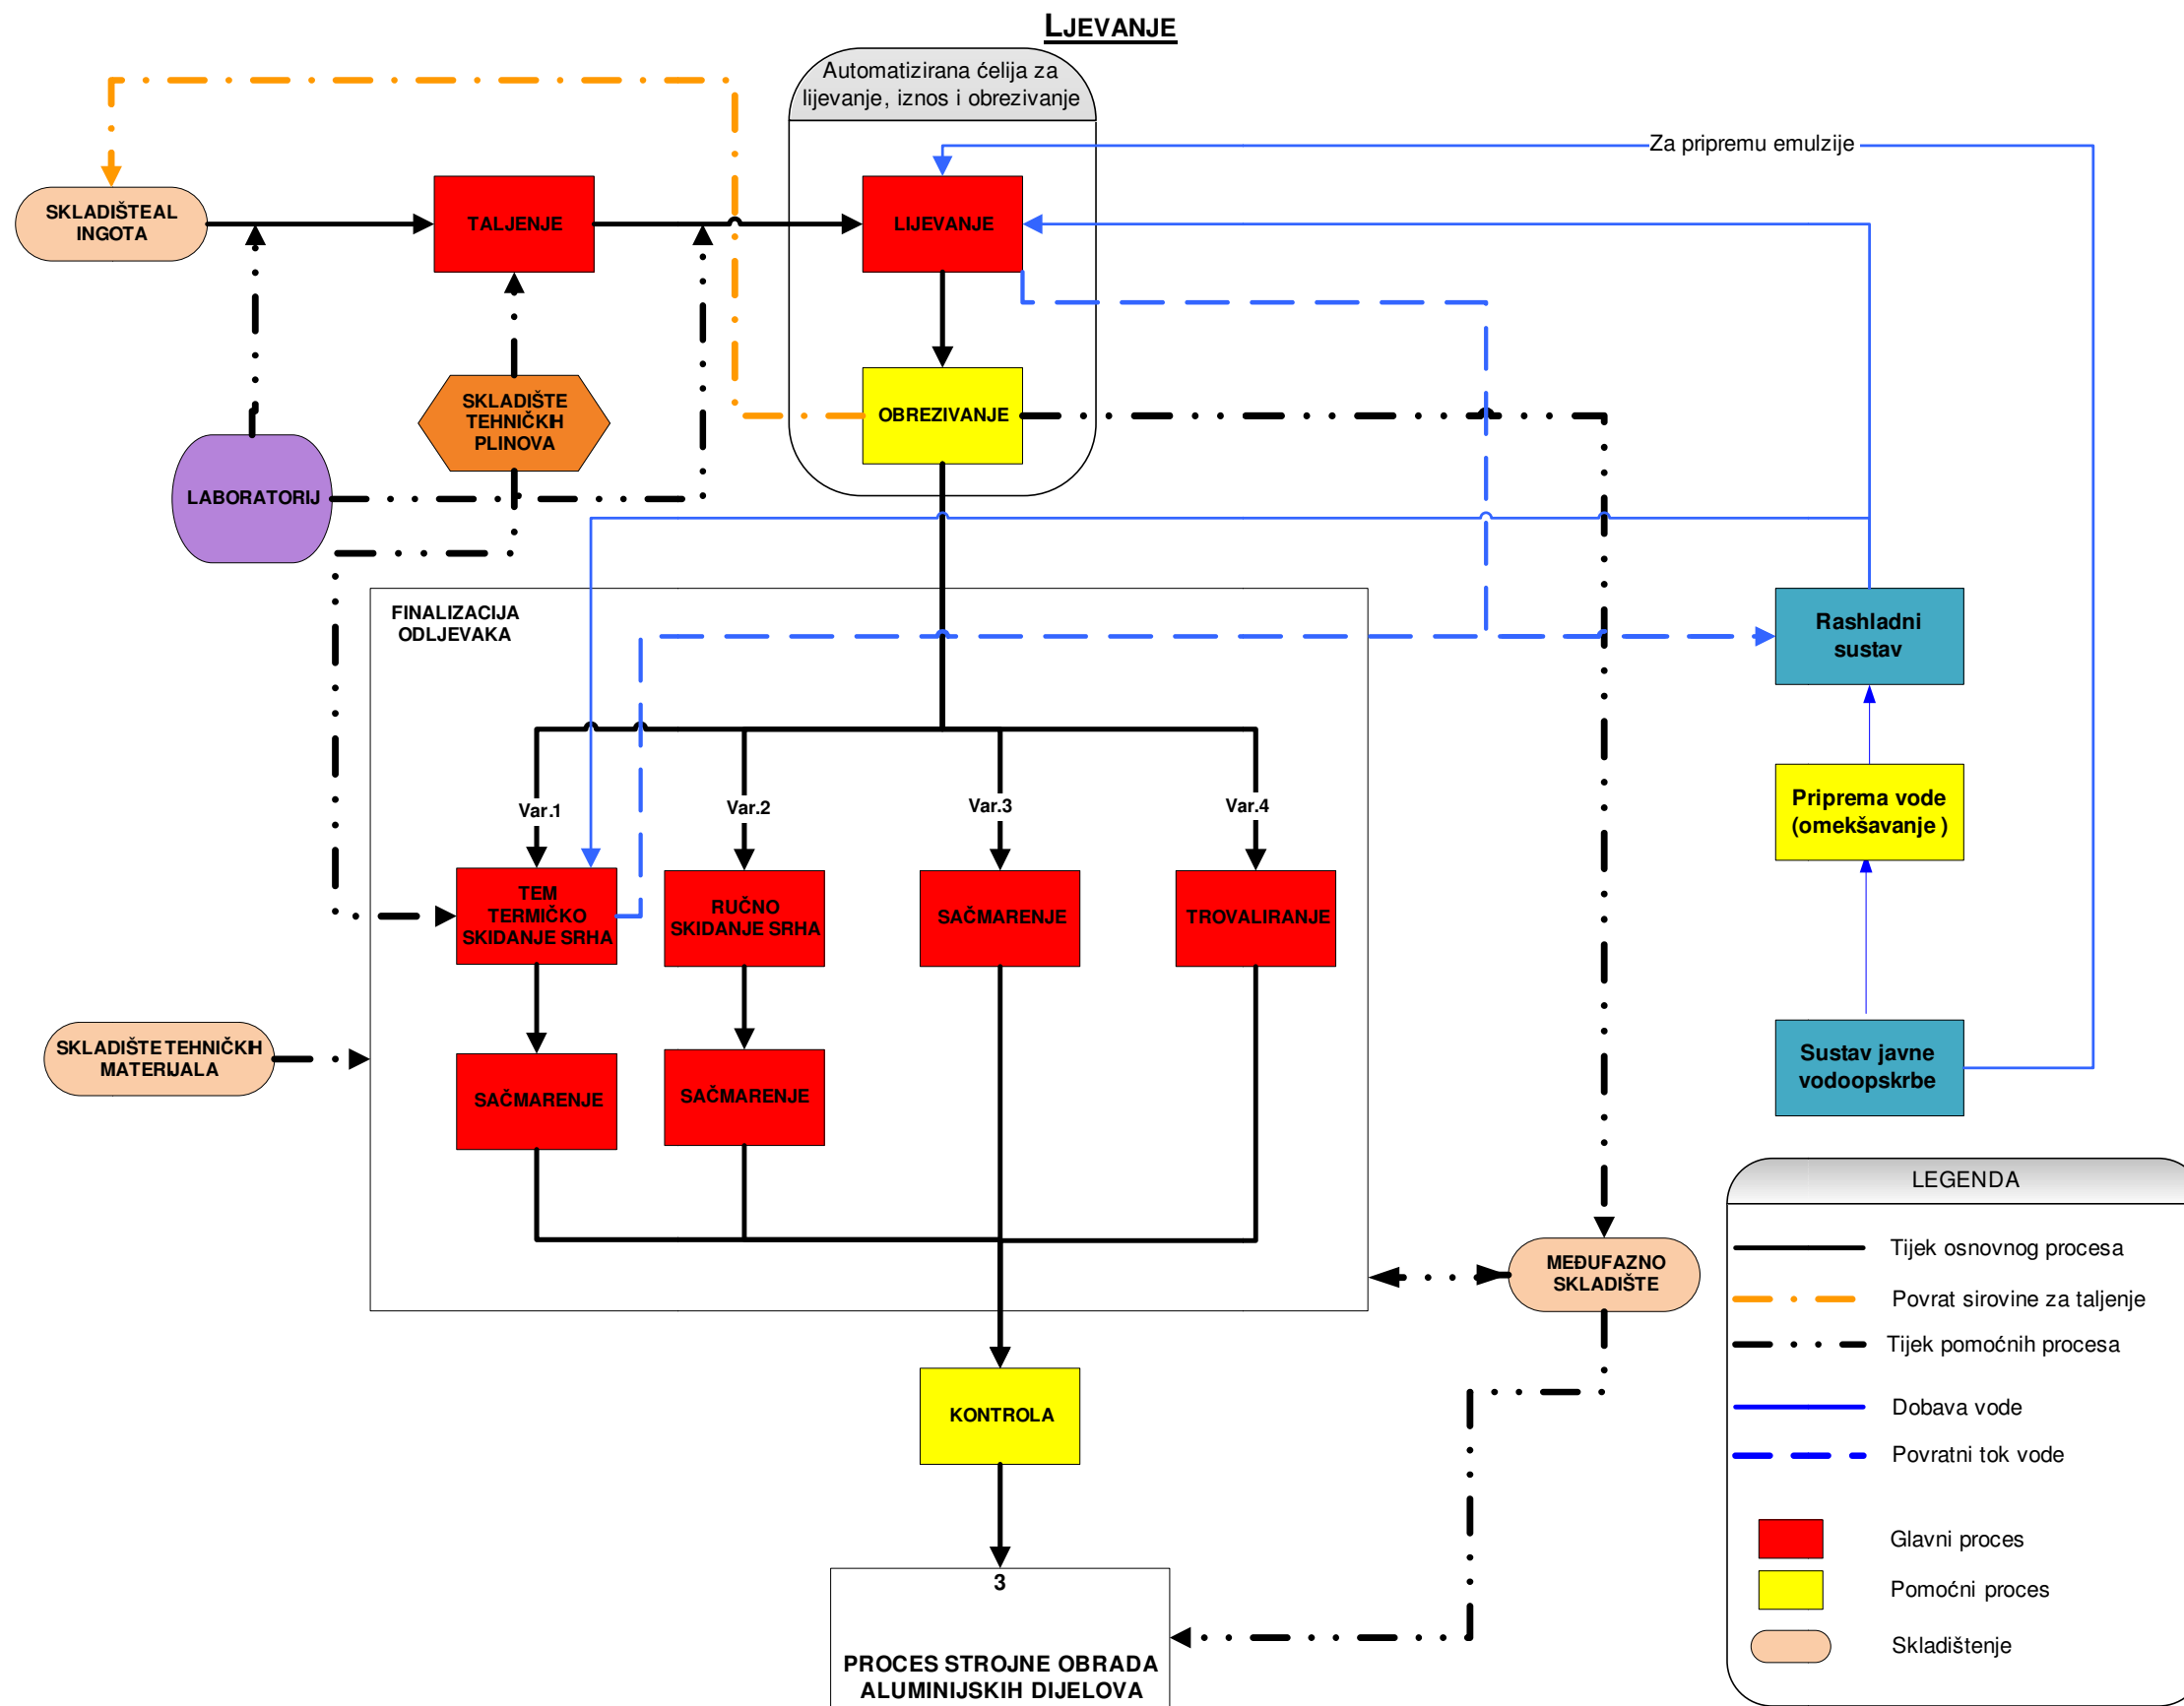 LJEVANJE
Automatizirana ćelija za
lijevanje, iznos i obrezivanje
Za pripremu emulzije
SKLADIŠTEAL
INGOTA
TALJENJE
LIJEVANJE
SKLADIŠTE
TEHNIČKIH
PLINOVA
OBREZIVANJE
LABORATORIJ
FINALIZACIJA
ODLJEVAKA
Rashladni
sustav
Priprema vode
(omekšavanje )
Var.1
Var.2
Var.3
Var.4
TEM
TERMIČKO
SKIDANJE SRHA
RUČNO
SKIDANJE SRHA
SAČMARENJE
TROVALIRANJE
SKLADIŠTE TEHNIČKIH
MATERIJALA
SAČMARENJE
SAČMARENJE
Sustav javne
vodoopskrbe
MEĐUFAZNO
SKLADIŠTE
KONTROLA
3
PROCES STROJNE OBRADA
ALUMINIJSKIH DIJELOVA
LEGENDA
Tijek osnovnog procesa
Povrat sirovine za taljenje
Tijek pomoćnih procesa
Dobava vode
Povratni tok vode
Glavni proces
Pomoćni proces
Skladištenje